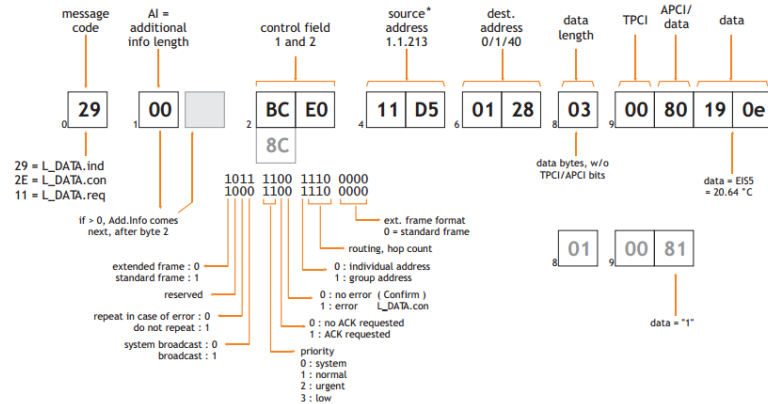 message code
AI = additional info length
control field 1 and 2
source* address 1.1.213
dest. address 0/1/40
data length
TPCI
APCI/ data
data
29
00
BC E0
11 D5
01 28
03
00 80 19 0e
0
1
2
4
6
8
9
8C
29 = L_DATA.ind
2E = L_DATA.con
11 = L_DATA.req
data bytes, w/o
TPCI/APCI bits
data = EIS5
= 20.64 °C
1011 1100 1110 0000
1000 1100 1110 0000
if > 0, Add.Info comes
next, after byte 2
ext. frame format
0 = standard frame
routing, hop count
extended frame : 0
standard frame : 1
0 : individual address
1 : group address
reserved
0 : no error ( Confirm )
1 : error L_DATA.con
repeat in case of error : 0
do not repeat : 1
0 : no ACK requested
1 : ACK requested
system broadcast : 0
broadcast : 1
priority
0 : system
1 : normal
2 : urgent
3 : low
8
01
9
00 81
data = "1"